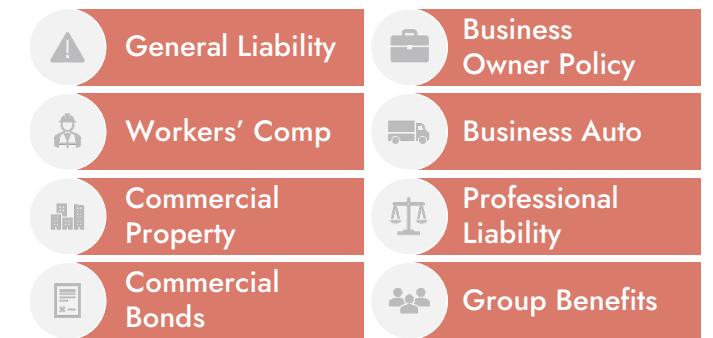 General Liability
Business
Owner Policy
Workers’ Comp
Business Auto
Commercial
Property
Professional
Liability
Commercial
Bonds
Group Benefits